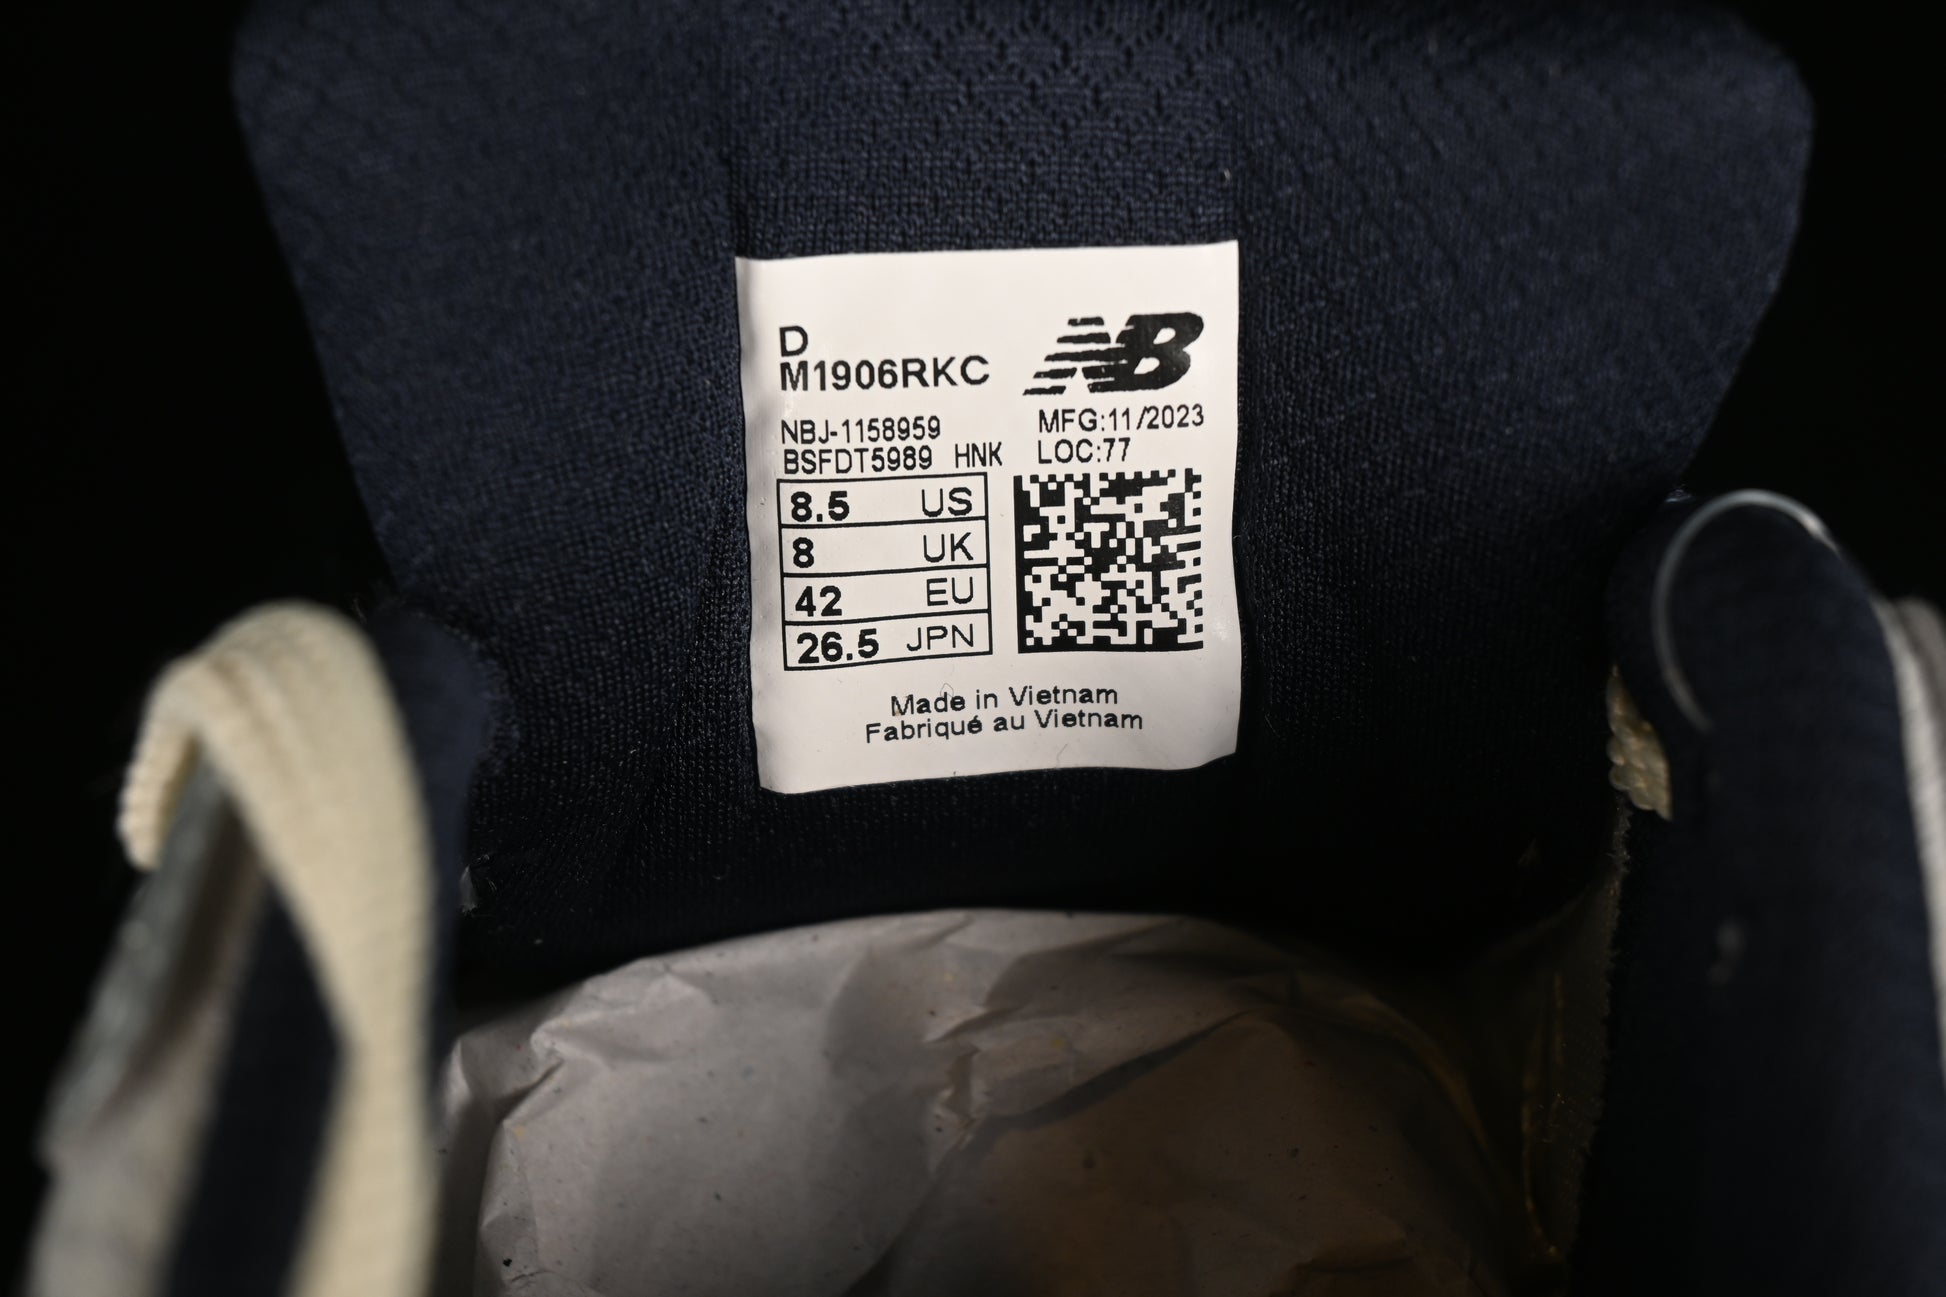 D
M1906RKC
NB
NBJ-1158959
MFG:11/2023
BSFDT5989 HNK
LOC:77
8.5 US
8 UK
42 EU
26.5 JPN
Made in Vietnam
Fabriqué au Vietnam